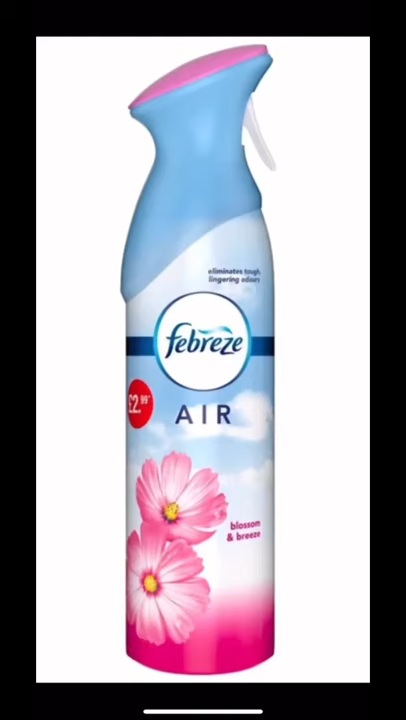 eliminates tough,
lingering odours
febreze
£2.99
AIR
blossom
& breeze